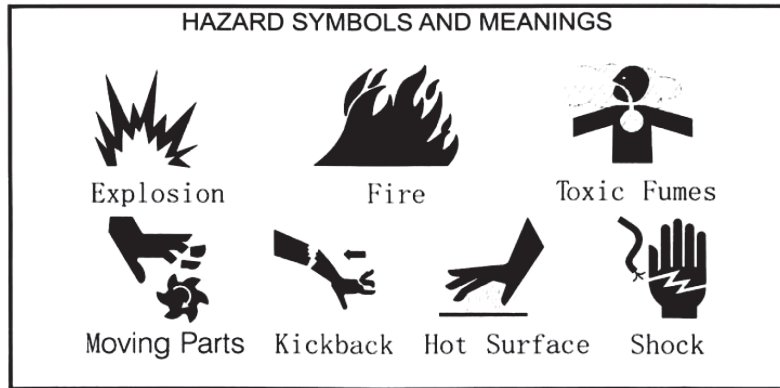 HAZARD SYMBOLS AND MEANINGS
Explosion Fire Toxic Fumes
Moving Parts Kickback Hot Surface Shock